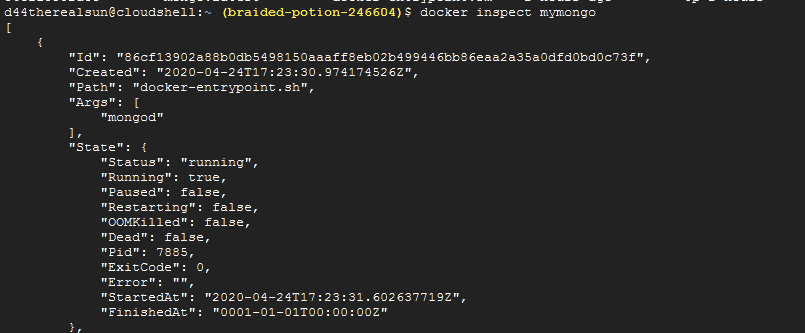 d44therealsun@cloudshell:~ (braided-potion-246604)$ docker inspect mymongo
[
    {
        "Id": "86cf13902a88b0db5498150aaaff8eb02b499446bb86eaa2a35a0dfd0bd0c73f",
        "Created": "2020-04-24T17:23:30.974174526Z",
        "Path": "docker-entrypoint.sh",
        "Args": [
            "mongod"
        ],
        "State": {
            "Status": "running",
            "Running": true,
            "Paused": false,
            "Restarting": false,
            "OOMKilled": false,
            "Dead": false,
            "Pid": 7885,
            "ExitCode": 0,
            "Error": "",
            "StartedAt": "2020-04-24T17:23:31.602637719Z",
            "FinishedAt": "0001-01-01T00:00:00Z"
        },